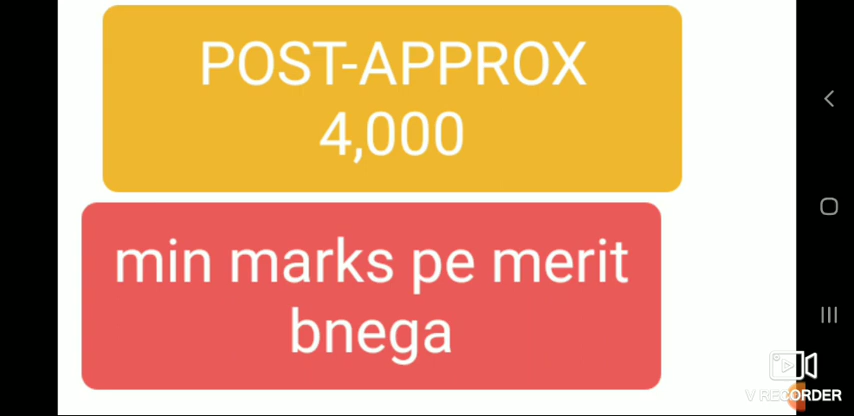 POST-APPROX
4,000
min marks pe merit
bnega
V RECORDER